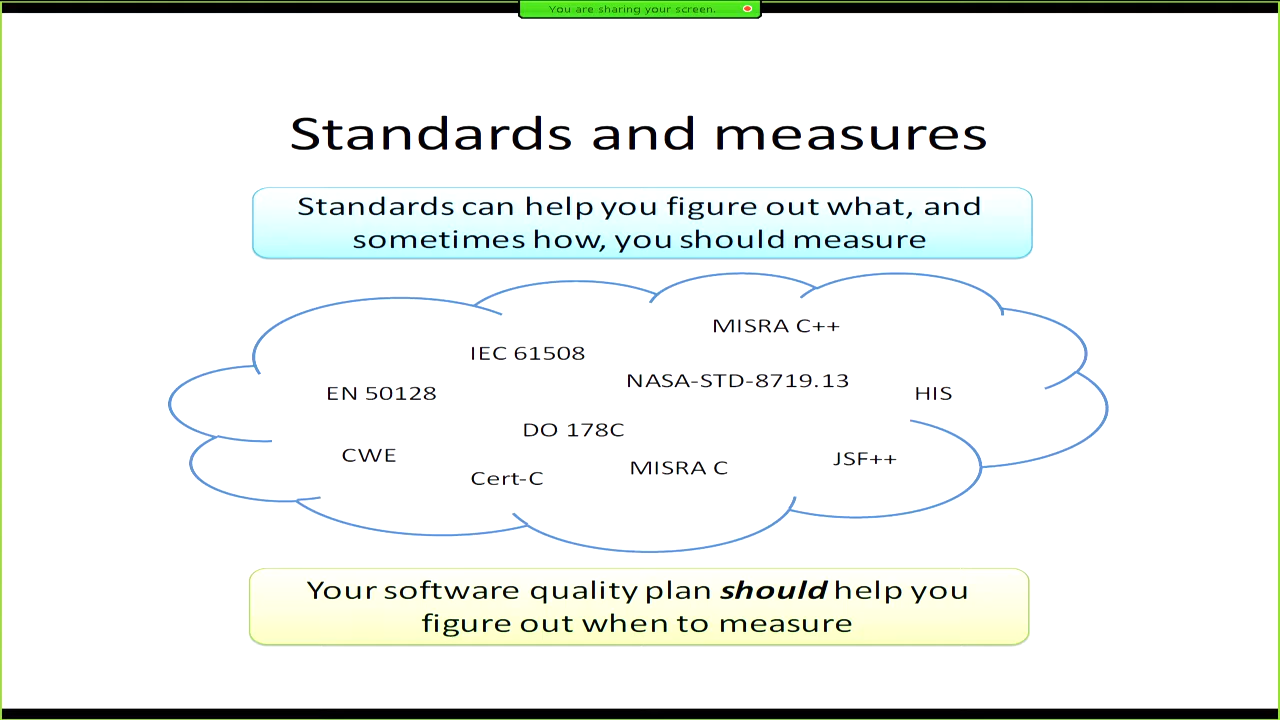 You are sharing your screen.
Standards and measures
Standards can help you figure out what, and
sometimes how, you should measure
MISRA C++
IEC 61508
NASA-STD-8719.13
EN 50128
HIS
DO 178C
CWE
JSF++
MISRA C
Cert-C
Your software quality plan should help you
figure out when to measure